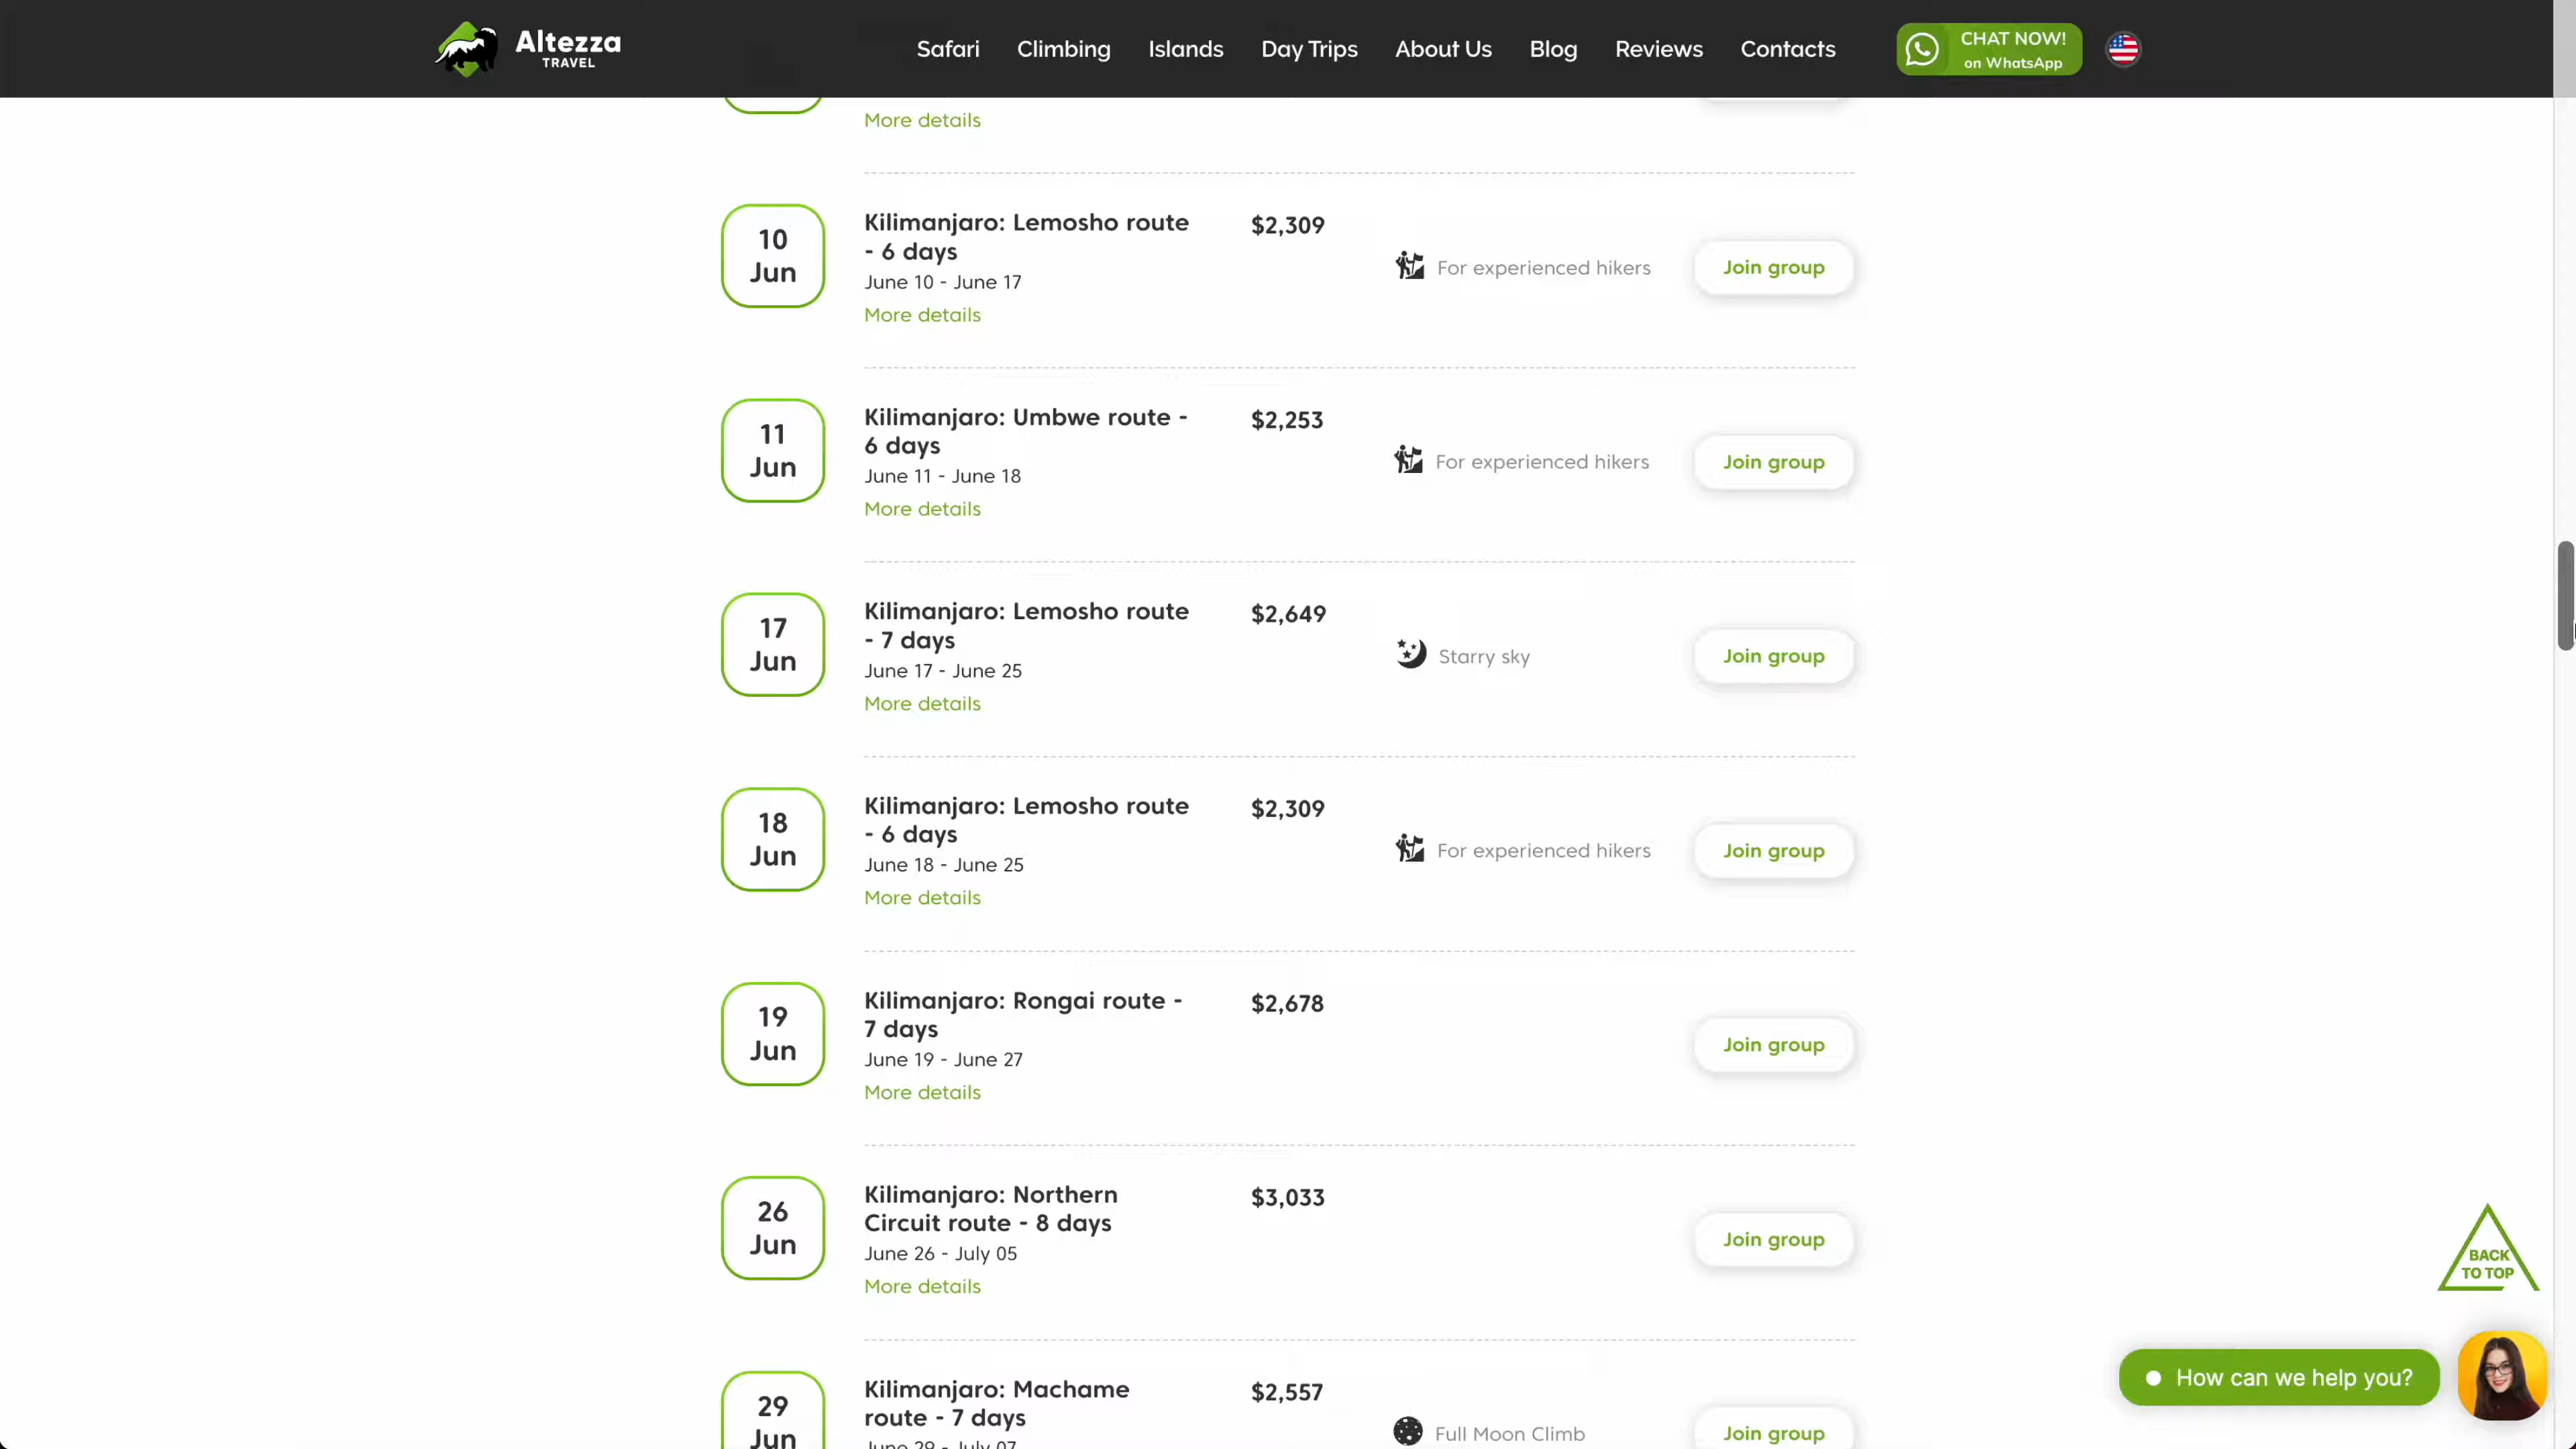 Altezza
TRAVEL
Safari Climbing Islands Day Trips About Us Blog Reviews Contacts
CHAT NOW!
on WhatsApp
More details
10
Jun
Kilimanjaro: Lemosho route
- 6 days
June 10 - June 17
More details
$2,309
For experienced hikers
Join group
11
Jun
Kilimanjaro: Umbwe route -
6 days
June 11 - June 18
More details
$2,253
For experienced hikers
Join group
17
Jun
Kilimanjaro: Lemosho route
- 7 days
June 17 - June 25
More details
$2,649
Starry sky
Join group
18
Jun
Kilimanjaro: Lemosho route
- 6 days
June 18 - June 25
More details
$2,309
For experienced hikers
Join group
19
Jun
Kilimanjaro: Rongai route -
7 days
June 19 - June 27
More details
$2,678
Join group
26
Jun
Kilimanjaro: Northern
Circuit route - 8 days
June 26 - July 05
More details
$3,033
Join group
29
Jun
Kilimanjaro: Machame
route - 7 days
June 29 - July 07
$2,557
Full Moon Climb
Join group
BACK
TO TOP
How can we help you?